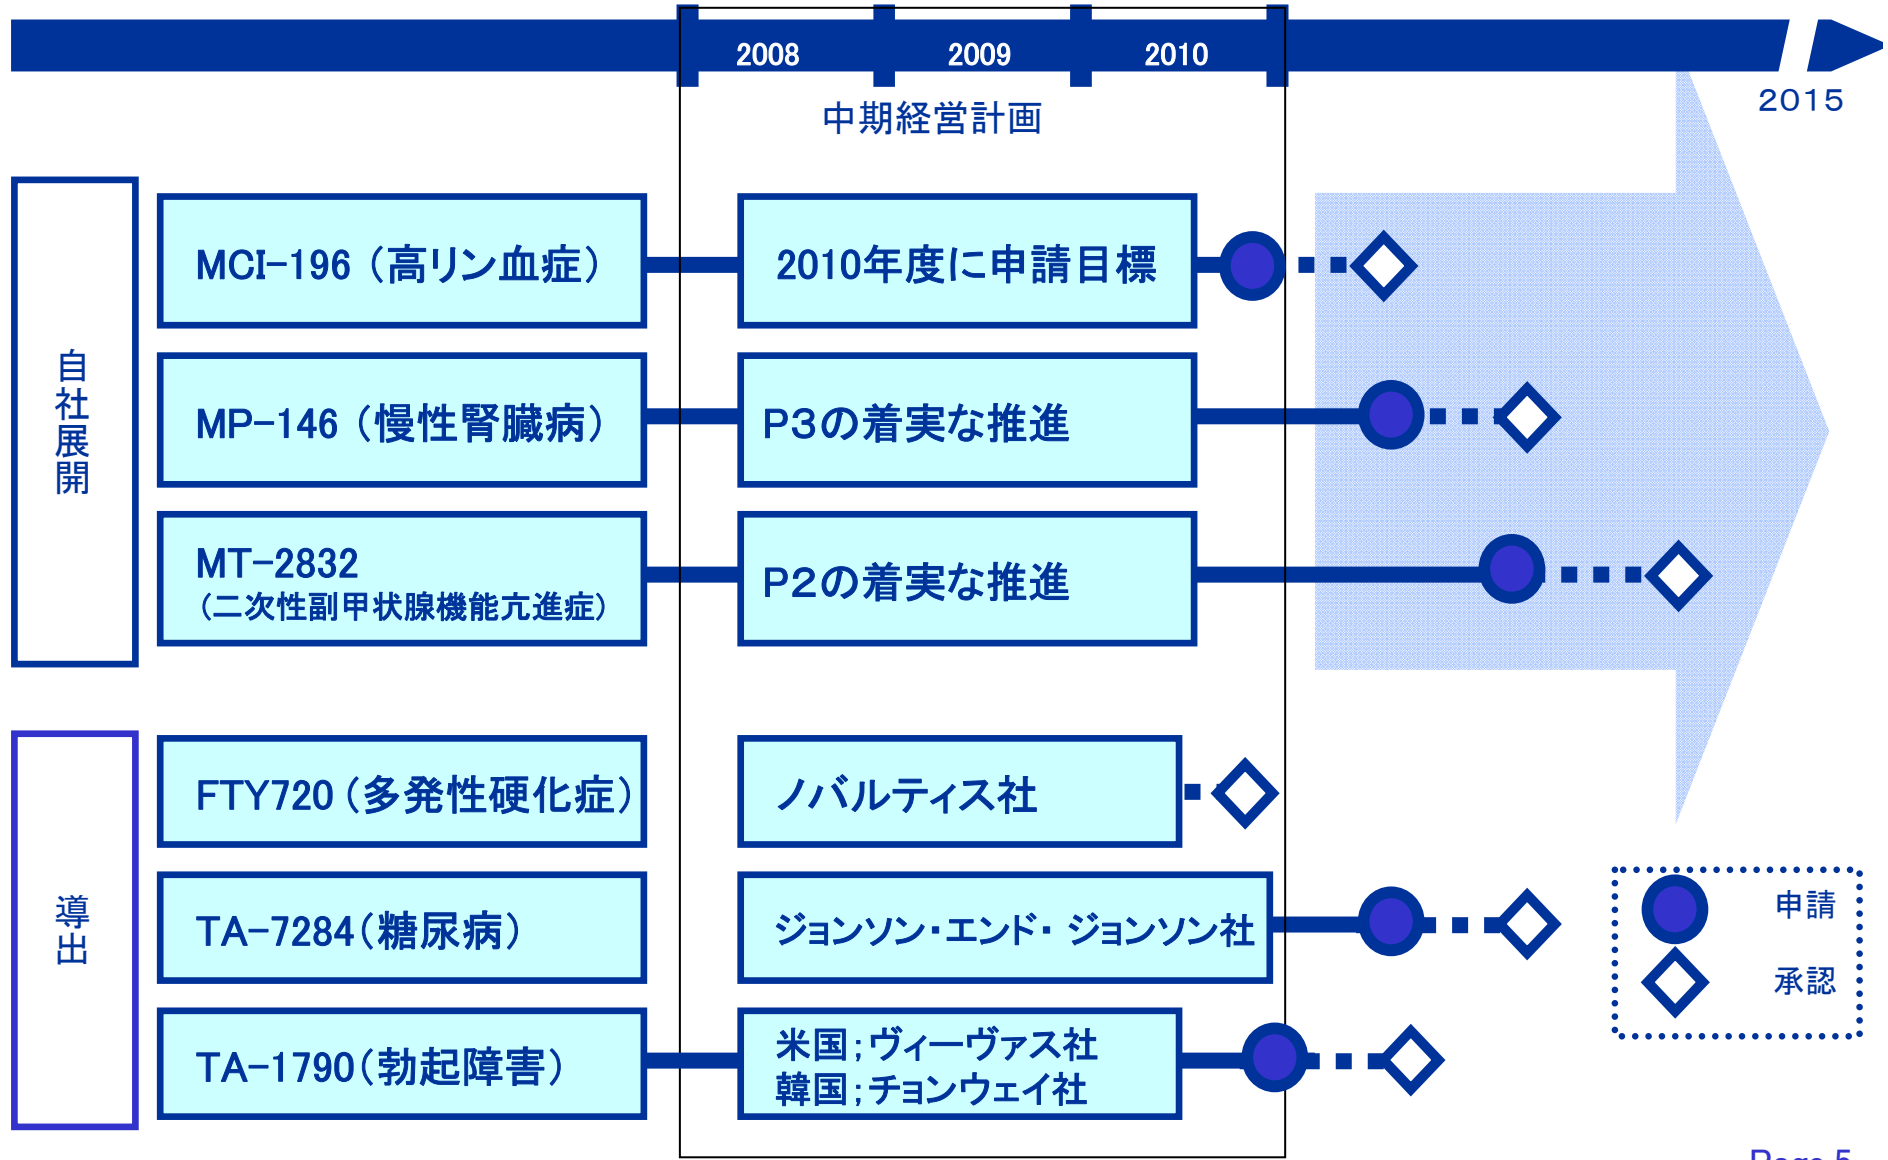 2008 2009 2010
2015
中期経営計画
自社展開
MCI-196（高リン血症） 2010年度に申請目標
MP-146（慢性腎臓病） P3の着実な推進
MT-2832
（二次性副甲状腺機能亢進症） P2の着実な推進
導出
FTY720（多発性硬化症） ノバルティス社
TA-7284（糖尿病） ジョンソン・エンド・ジョンソン社
TA-1790（勃起障害） 米国；ヴィーヴァス社
韓国；チョンウェイ社
申請
承認
Page 5